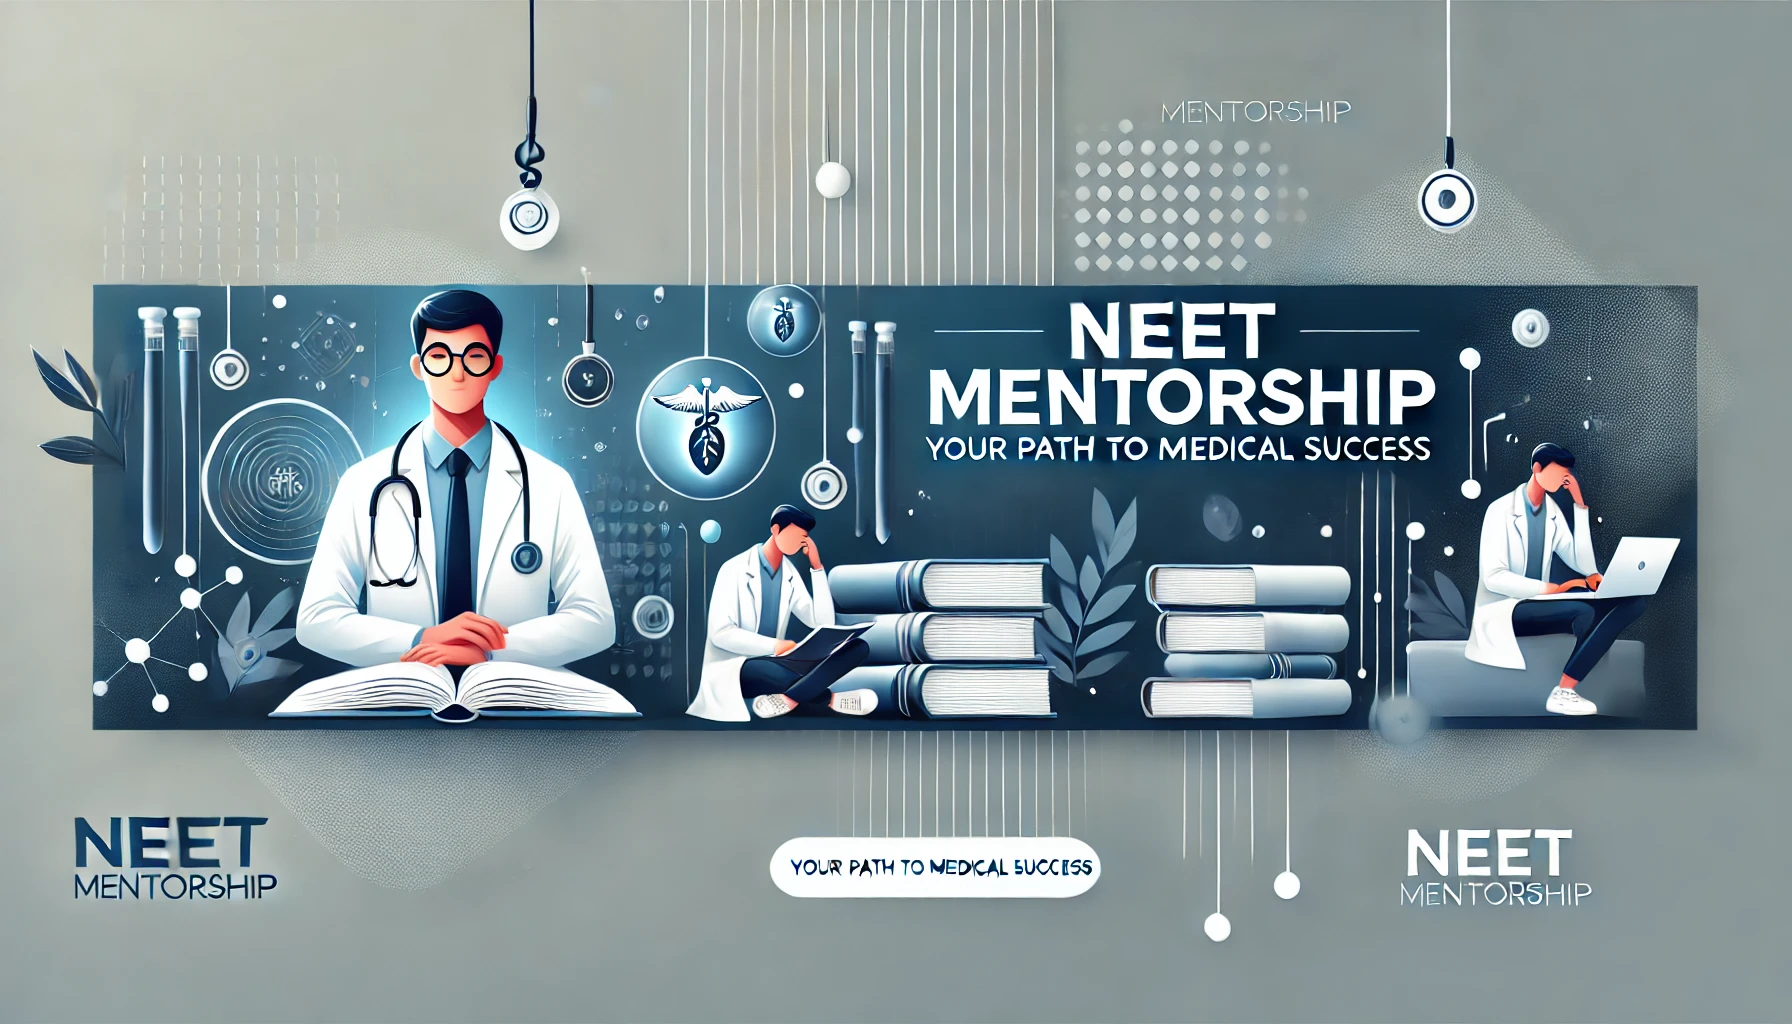 MENTORSHIP
NEET
MENTORSHIP
YOUR PATH TO MEDICAL SUCCESS
NEET
MENTORSHIP
YOUR PATH TO MEDICAL SUCCESS
NEET
MENTORSHIP